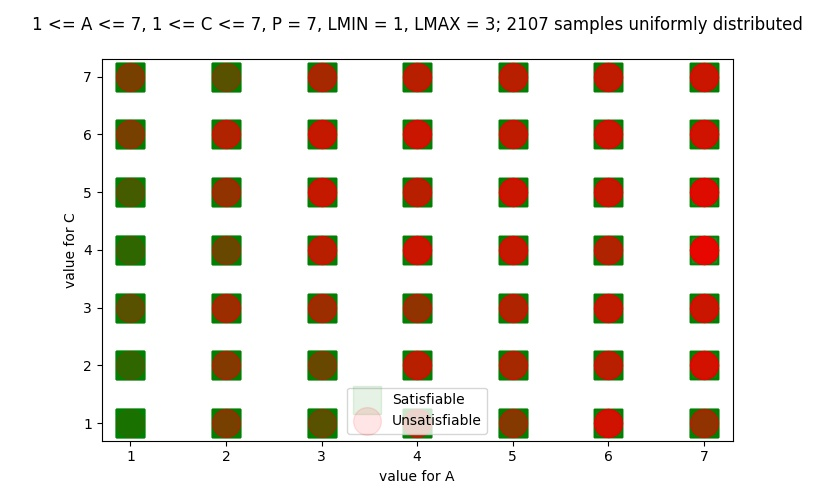 1 <= A <= 7, 1 <= C <= 7, P = 7, LMIN = 1, LMAX = 3; 2107 samples uniformly distributed
7
6
5
4
3
2
1
value for C
Satisfiable
Unsatisfiable
1 2 3 4 5 6 7
value for A